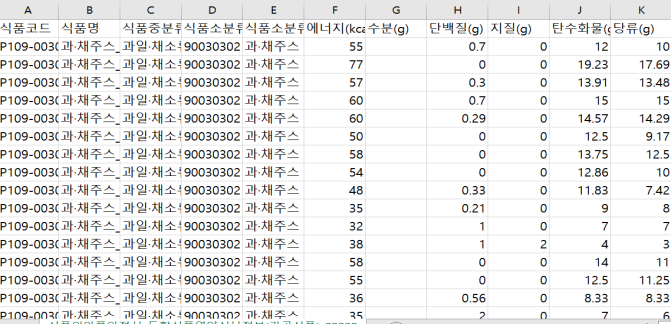 A B C D E F G H I J K
식품코드 식품명 식품중분류 식품소분류 식품소분류 에너지(kca 수분(g) 단백질(g) 지질(g) 탄수화물(g 당류(g)
P109-003 과·채주스_ 과일·채소 90030302 과·채주스 55 0.7 0 12 10
P109-003 과·채주스_ 과일·채소 90030302 과·채주스 77 0 0 19.23 17.69
P109-003 과·채주스_ 과일·채소 90030302 과·채주스 57 0.3 0 13.91 13.48
P109-003 과·채주스_ 과일·채소 90030302 과·채주스 60 0.7 0 15 15
P109-003 과·채주스_ 과일·채소 90030302 과·채주스 60 0.29 0 14.57 14.29
P109-003 과·채주스_ 과일·채소 90030302 과·채주스 50 0 0 12.5 9.17
P109-003 과·채주스_ 과일·채소 90030302 과·채주스 58 0 0 13.75 12.5
P109-003 과·채주스_ 과일·채소 90030302 과·채주스 54 0 0 12.86 10
P109-003 과·채주스_ 과일·채소 90030302 과·채주스 48 0.33 0 11.83 7.42
P109-003 과·채주스_ 과일·채소 90030302 과·채주스 35 0.21 0 9 8
P109-003 과·채주스_ 과일·채소 90030302 과·채주스 32 1 0 7 7
P109-003 과·채주스_ 과일·채소 90030302 과·채주스 38 1 2 4 3
P109-003 과·채주스_ 과일·채소 90030302 과·채주스 58 0 0 14 11
P109-003 과·채주스_ 과일·채소 90030302 과·채주스 55 0 0 12.5 11.25
P109-003 과·채주스_ 과일·채소 90030302 과·채주스 36 0.56 0 8.33 8.33
P109-003 과·채주스_ 과일·채소 90030302 과·채주스 35 2 0 7 6